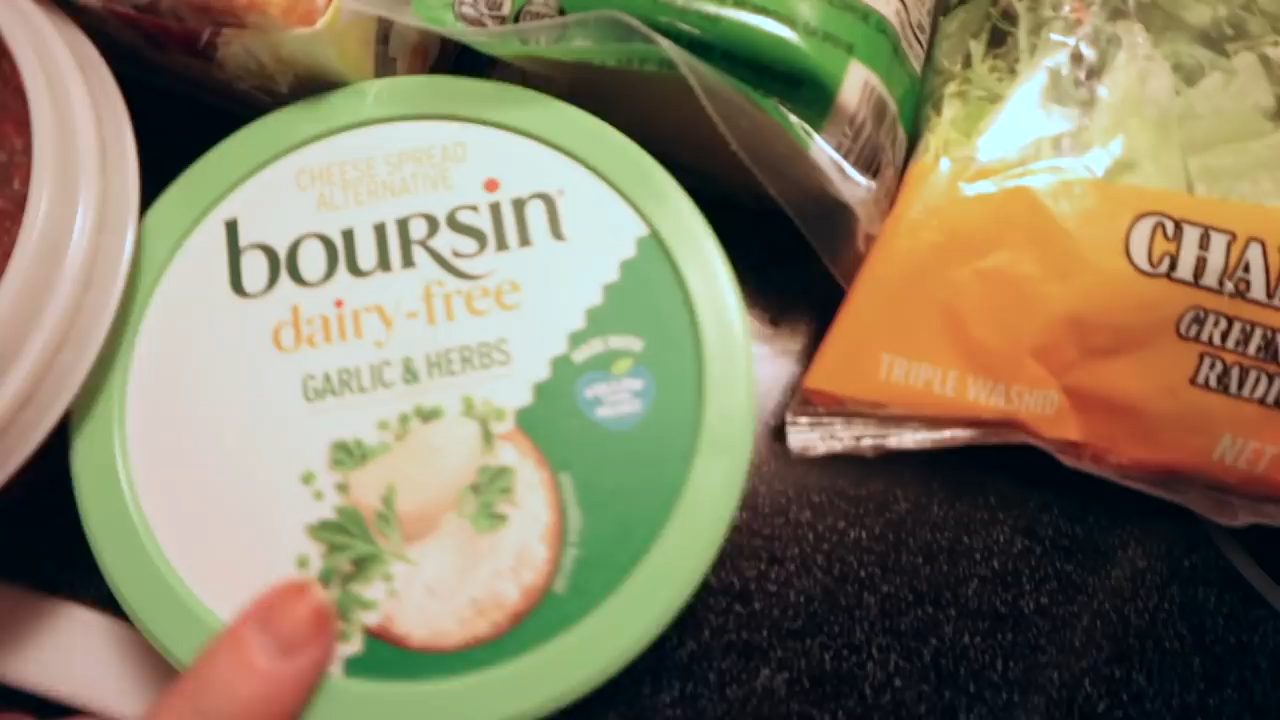 CHEESE SPREAD
ALTERNATIVE
boursin
dairy-free
GARLIC & HERBS
CHA
GREEN
RADI
TRIPLE WASHED
NET